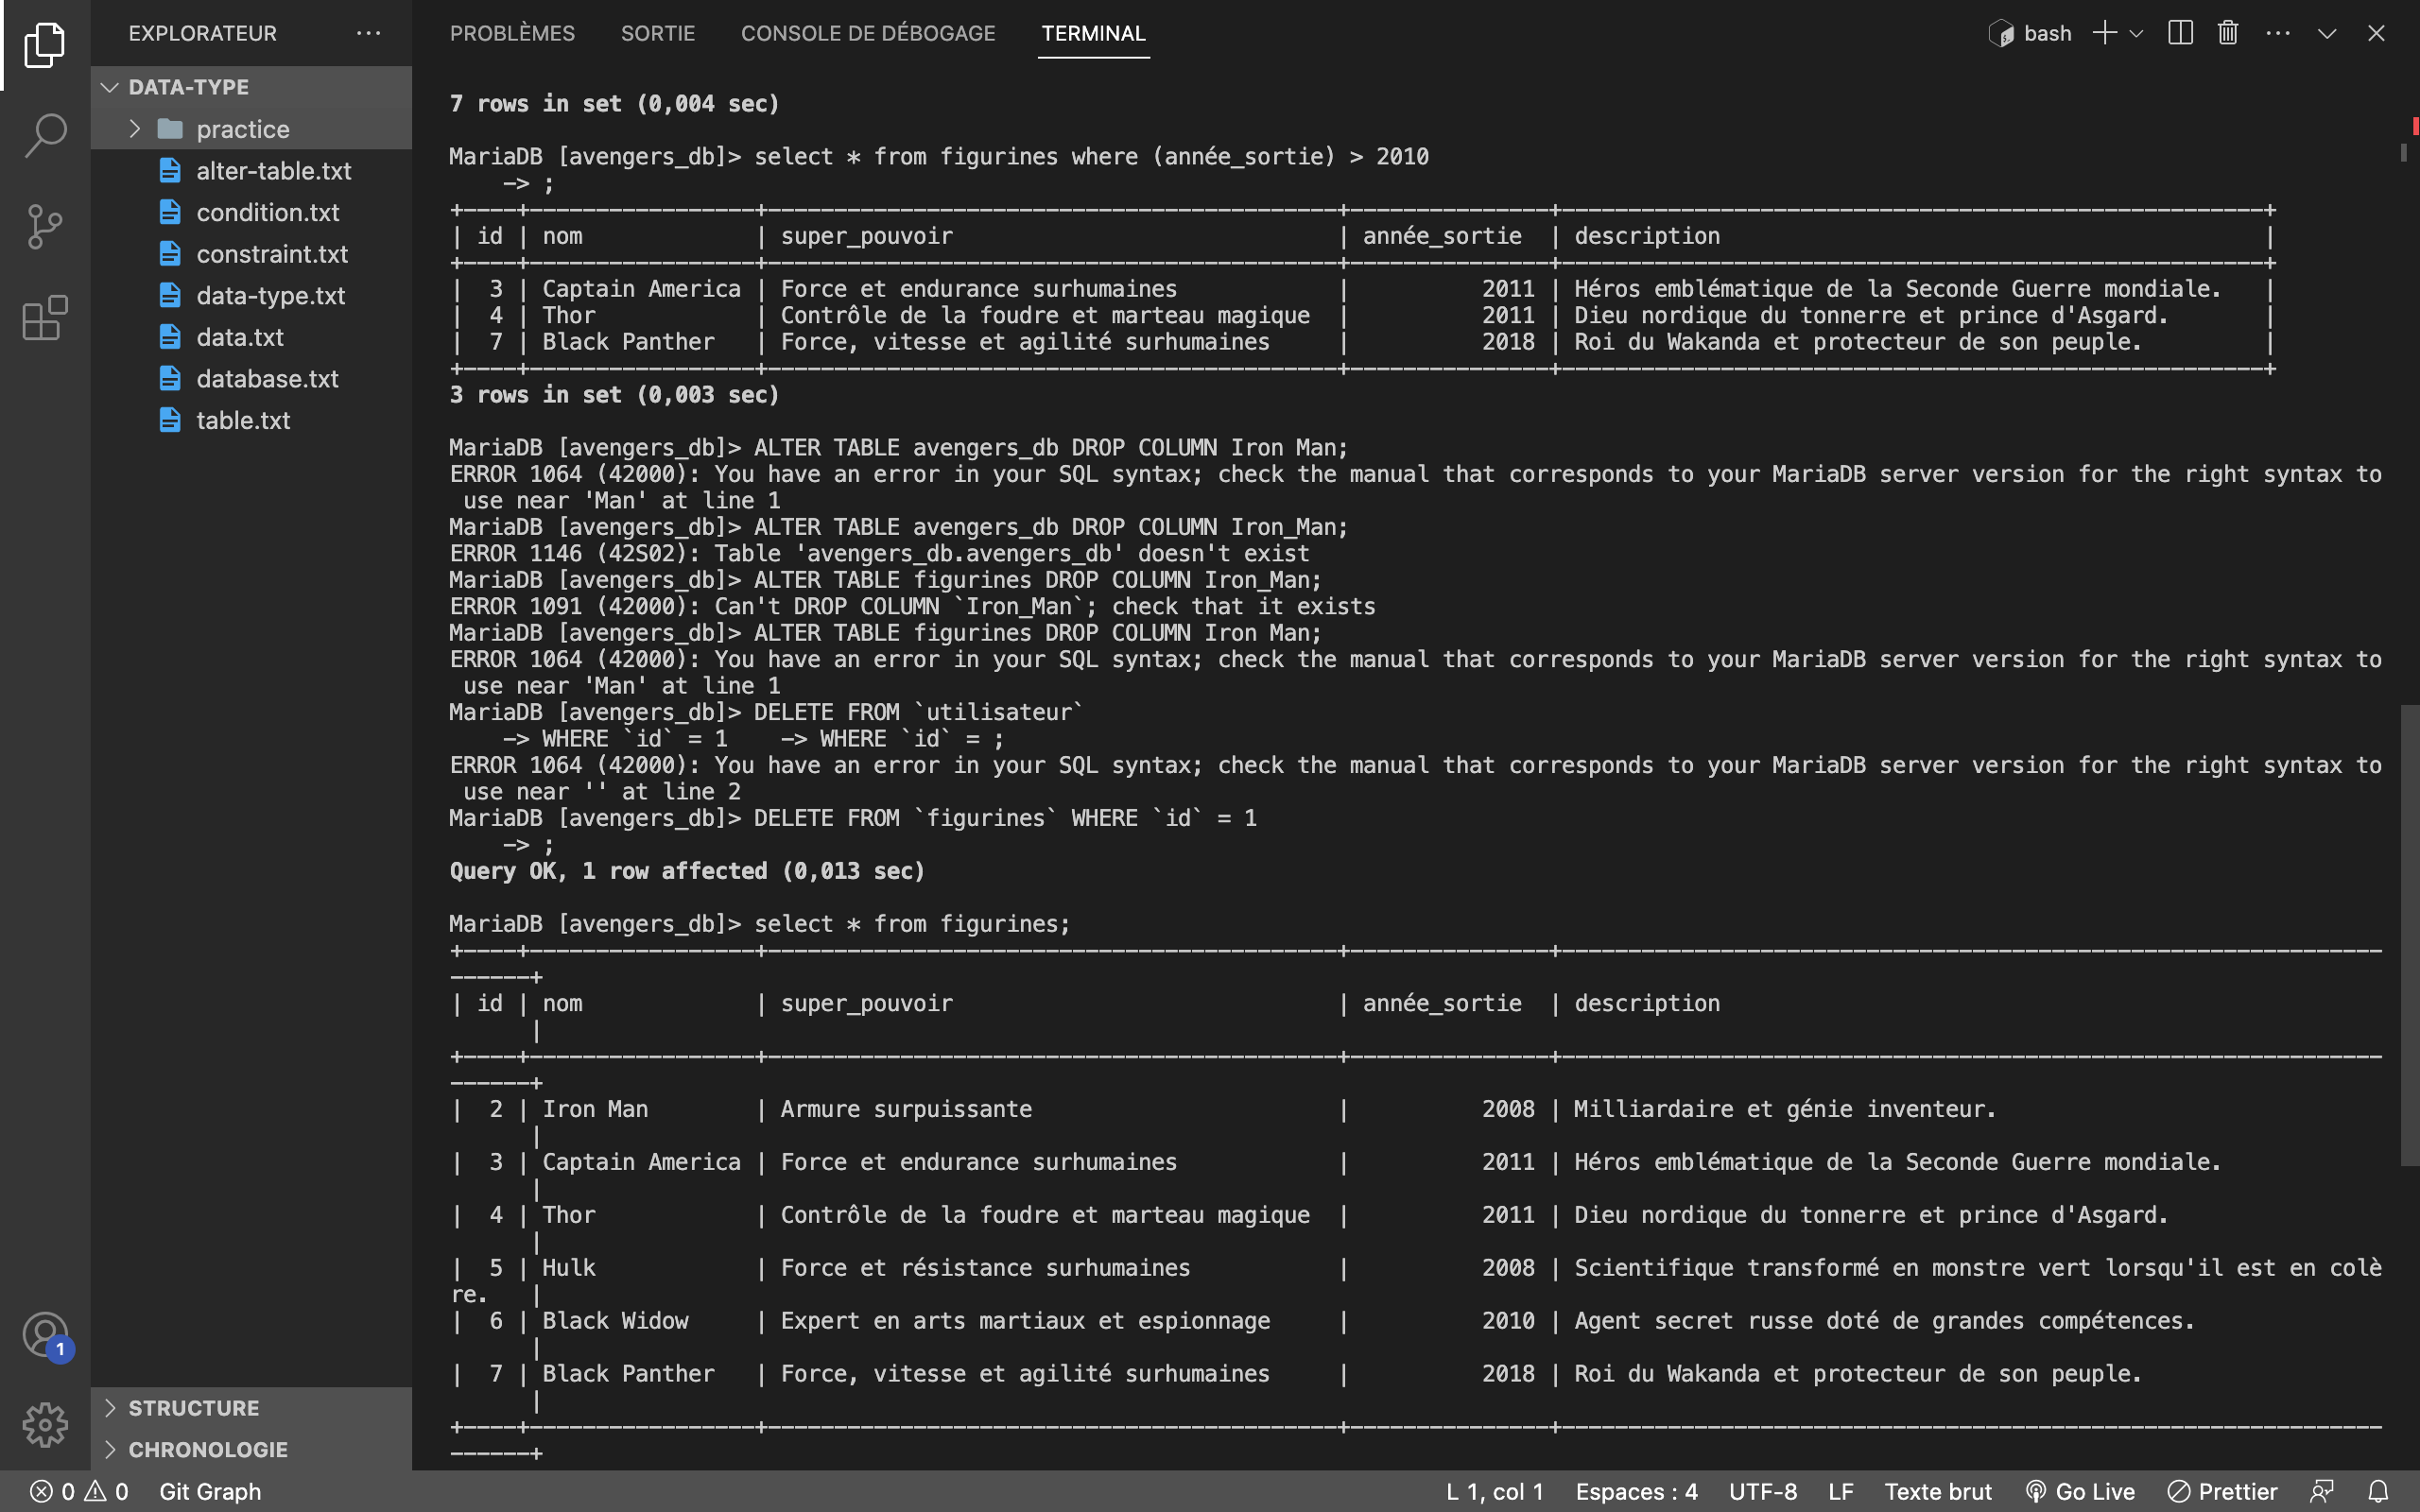 EXPLORATEUR
DATA-TYPE
practice
alter-table.txt
condition.txt
constraint.txt
data-type.txt
data.txt
database.txt
table.txt
STRUCTURE
CHRONOLOGIE
1
PROBLÈMES SORTIE CONSOLE DE DÉBOGAGE TERMINAL
bash
7 rows in set (0,004 sec)
MariaDB [avengers_db]> select * from figurines where (année_sortie) > 2010
    -> ;
+----+-----------------+-------------------------------------------+---------------+-----------------------------------------------------+
| id | nom             | super_pouvoir                             | année_sortie  | description                                         |
+----+-----------------+-------------------------------------------+---------------+-----------------------------------------------------+
|  3 | Captain America | Force et endurance surhumaines            |          2011 | Héros emblématique de la Seconde Guerre mondiale.   |
|  4 | Thor            | Contrôle de la foudre et marteau magique  |          2011 | Dieu nordique du tonnerre et prince d'Asgard.       |
|  7 | Black Panther   | Force, vitesse et agilité surhumaines     |          2018 | Roi du Wakanda et protecteur de son peuple.         |
+----+-----------------+-------------------------------------------+---------------+-----------------------------------------------------+
3 rows in set (0,003 sec)
MariaDB [avengers_db]> ALTER TABLE avengers_db DROP COLUMN Iron Man;
ERROR 1064 (42000): You have an error in your SQL syntax; check the manual that corresponds to your MariaDB server version for the right syntax to
 use near 'Man' at line 1
MariaDB [avengers_db]> ALTER TABLE avengers_db DROP COLUMN Iron_Man;
ERROR 1146 (42S02): Table 'avengers_db.avengers_db' doesn't exist
MariaDB [avengers_db]> ALTER TABLE figurines DROP COLUMN Iron_Man;
ERROR 1091 (42000): Can't DROP COLUMN `Iron_Man`; check that it exists
MariaDB [avengers_db]> ALTER TABLE figurines DROP COLUMN Iron Man;
ERROR 1064 (42000): You have an error in your SQL syntax; check the manual that corresponds to your MariaDB server version for the right syntax to
 use near 'Man' at line 1
MariaDB [avengers_db]> DELETE FROM `utilisateur`
    -> WHERE `id` = 1    -> WHERE `id` = ;
ERROR 1064 (42000): You have an error in your SQL syntax; check the manual that corresponds to your MariaDB server version for the right syntax to
 use near '' at line 2
MariaDB [avengers_db]> DELETE FROM `figurines` WHERE `id` = 1
    -> ;
Query OK, 1 row affected (0,013 sec)
MariaDB [avengers_db]> select * from figurines;
+----+-----------------+-------------------------------------------+---------------+--------------------------------------------------------------
------+
| id | nom             | super_pouvoir                             | année_sortie  | description
      |
+----+-----------------+-------------------------------------------+---------------+--------------------------------------------------------------
------+
|  2 | Iron Man        | Armure surpuissante                       |          2008 | Milliardaire et génie inventeur.
      |
|  3 | Captain America | Force et endurance surhumaines            |          2011 | Héros emblématique de la Seconde Guerre mondiale.
      |
|  4 | Thor            | Contrôle de la foudre et marteau magique  |          2011 | Dieu nordique du tonnerre et prince d'Asgard.
      |
|  5 | Hulk            | Force et résistance surhumaines           |          2008 | Scientifique transformé en monstre vert lorsqu'il est en colè
re.   |
|  6 | Black Widow     | Expert en arts martiaux et espionnage     |          2010 | Agent secret russe doté de grandes compétences.
      |
|  7 | Black Panther   | Force, vitesse et agilité surhumaines     |          2018 | Roi du Wakanda et protecteur de son peuple.
      |
+----+-----------------+-------------------------------------------+---------------+--------------------------------------------------------------
------+
0 0 Git Graph L 1, col 1 Espaces : 4 UTF-8 LF Texte brut Go Live Prettier